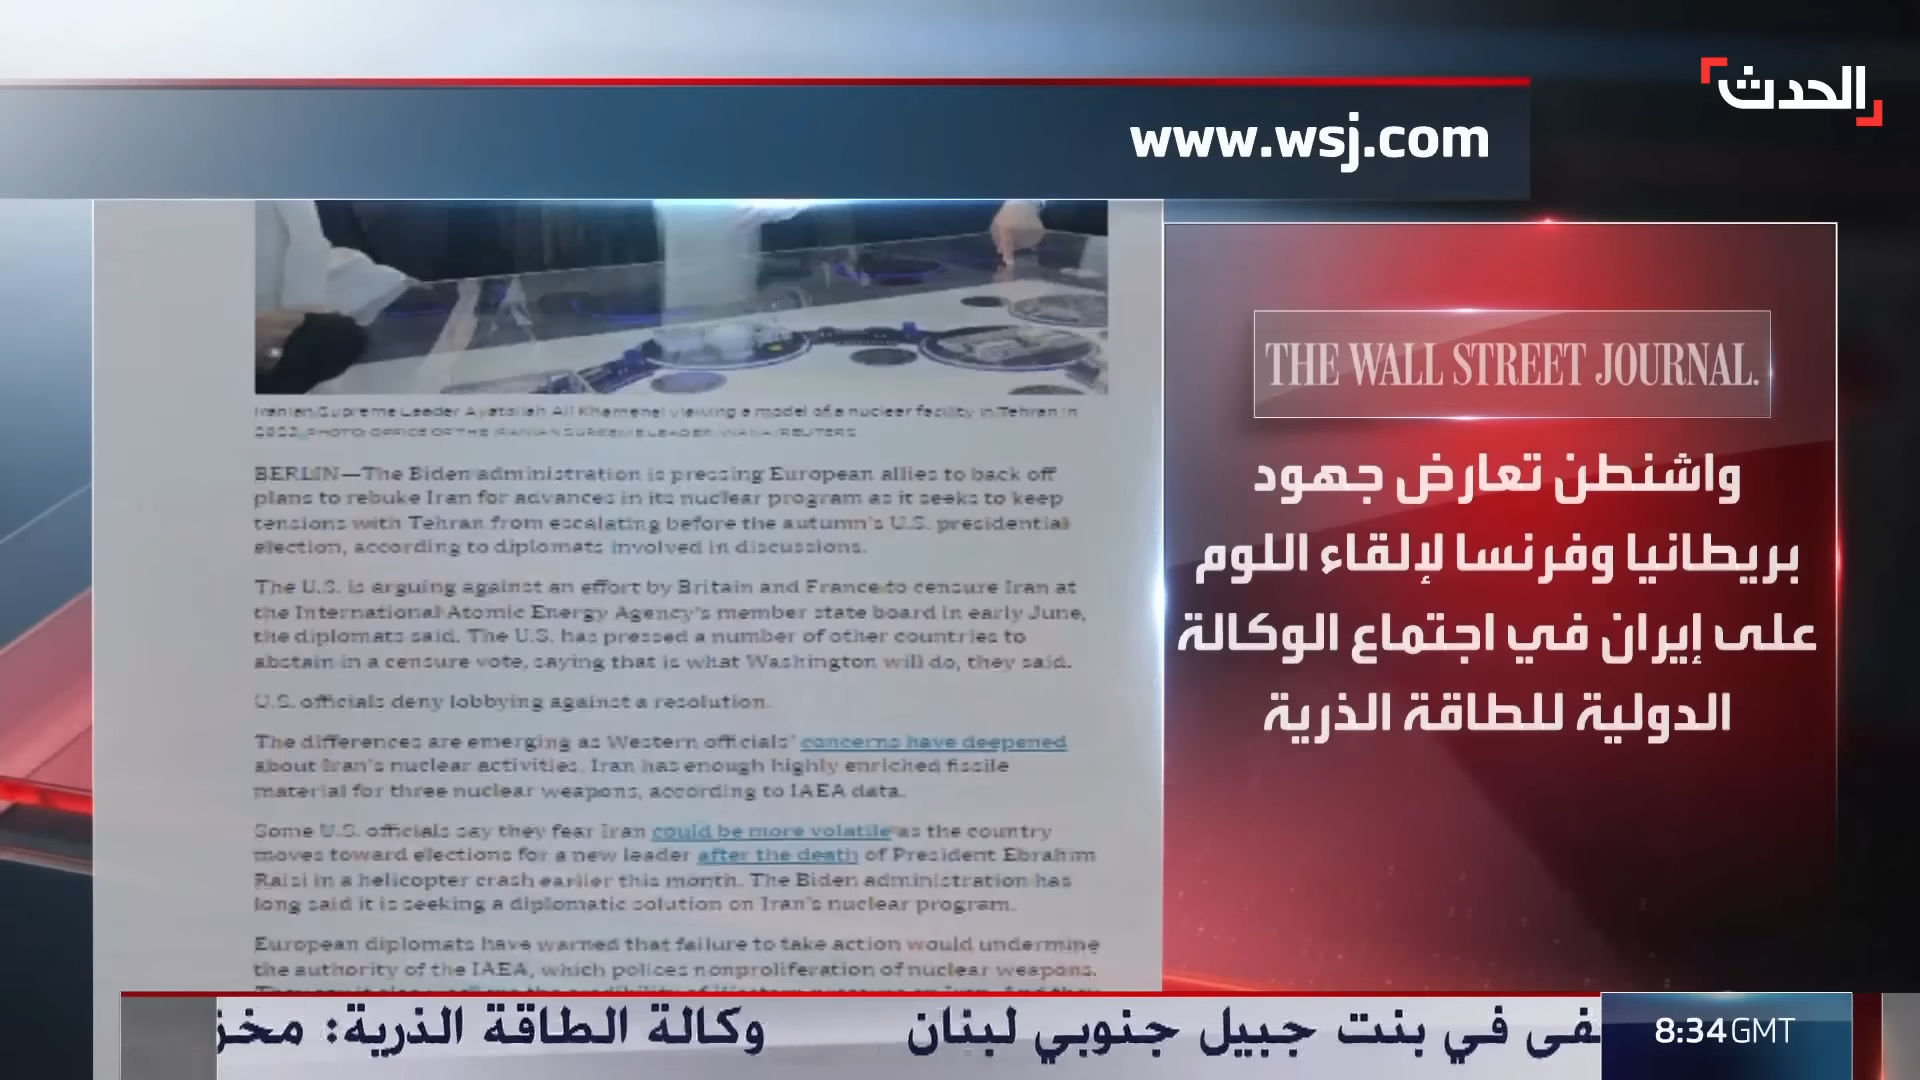 الحدث
www.wsj.com
THE WALL STREET JOURNAL.
واشنطن تعارض جهود
بريطانيا وفرنسا لإلقاء اللوم
على إيران في اجتماع الوكالة
الدولية للطاقة الذرية
Iranian Supreme Leader Ayatollah Ali Khamenei viewing a model of a nuclear facility in Tehran in
PHOTO: OFFICE OF THE IRANIAN SUPREME LEADER/WANA/REUTERS
BERLIN—The Biden administration is pressing European allies to back off
plans to rebuke Iran for advances in its nuclear program as it seeks to keep
tensions with Tehran from escalating before the autumn's U.S. presidential
election, according to diplomats involved in discussions.
The U.S. is arguing against an effort by Britain and France to censure Iran at
the International Atomic Energy Agency's member state board in early June,
the diplomats said. The U.S. has pressed a number of other countries to
abstain in a censure vote, saying that is what Washington will do, they said.
U.S. officials deny lobbying against a resolution.
The differences are emerging as Western officials' concerns have deepened
about Iran's nuclear activities. Iran has enough highly enriched fissile
material for three nuclear weapons, according to IAEA data.
Some U.S. officials say they fear Iran could be more volatile as the country
moves toward elections for a new leader after the death of President Ebrahim
Raisi in a helicopter crash earlier this month. The Biden administration has
long said it is seeking a diplomatic solution on Iran's nuclear program.
European diplomats have warned that failure to take action would undermine
the authority of the IAEA, which polices nonproliferation of nuclear weapons.
في بنت جبيل جنوبي لبنان وكالة الطاقة الذرية:
8:34 GMT